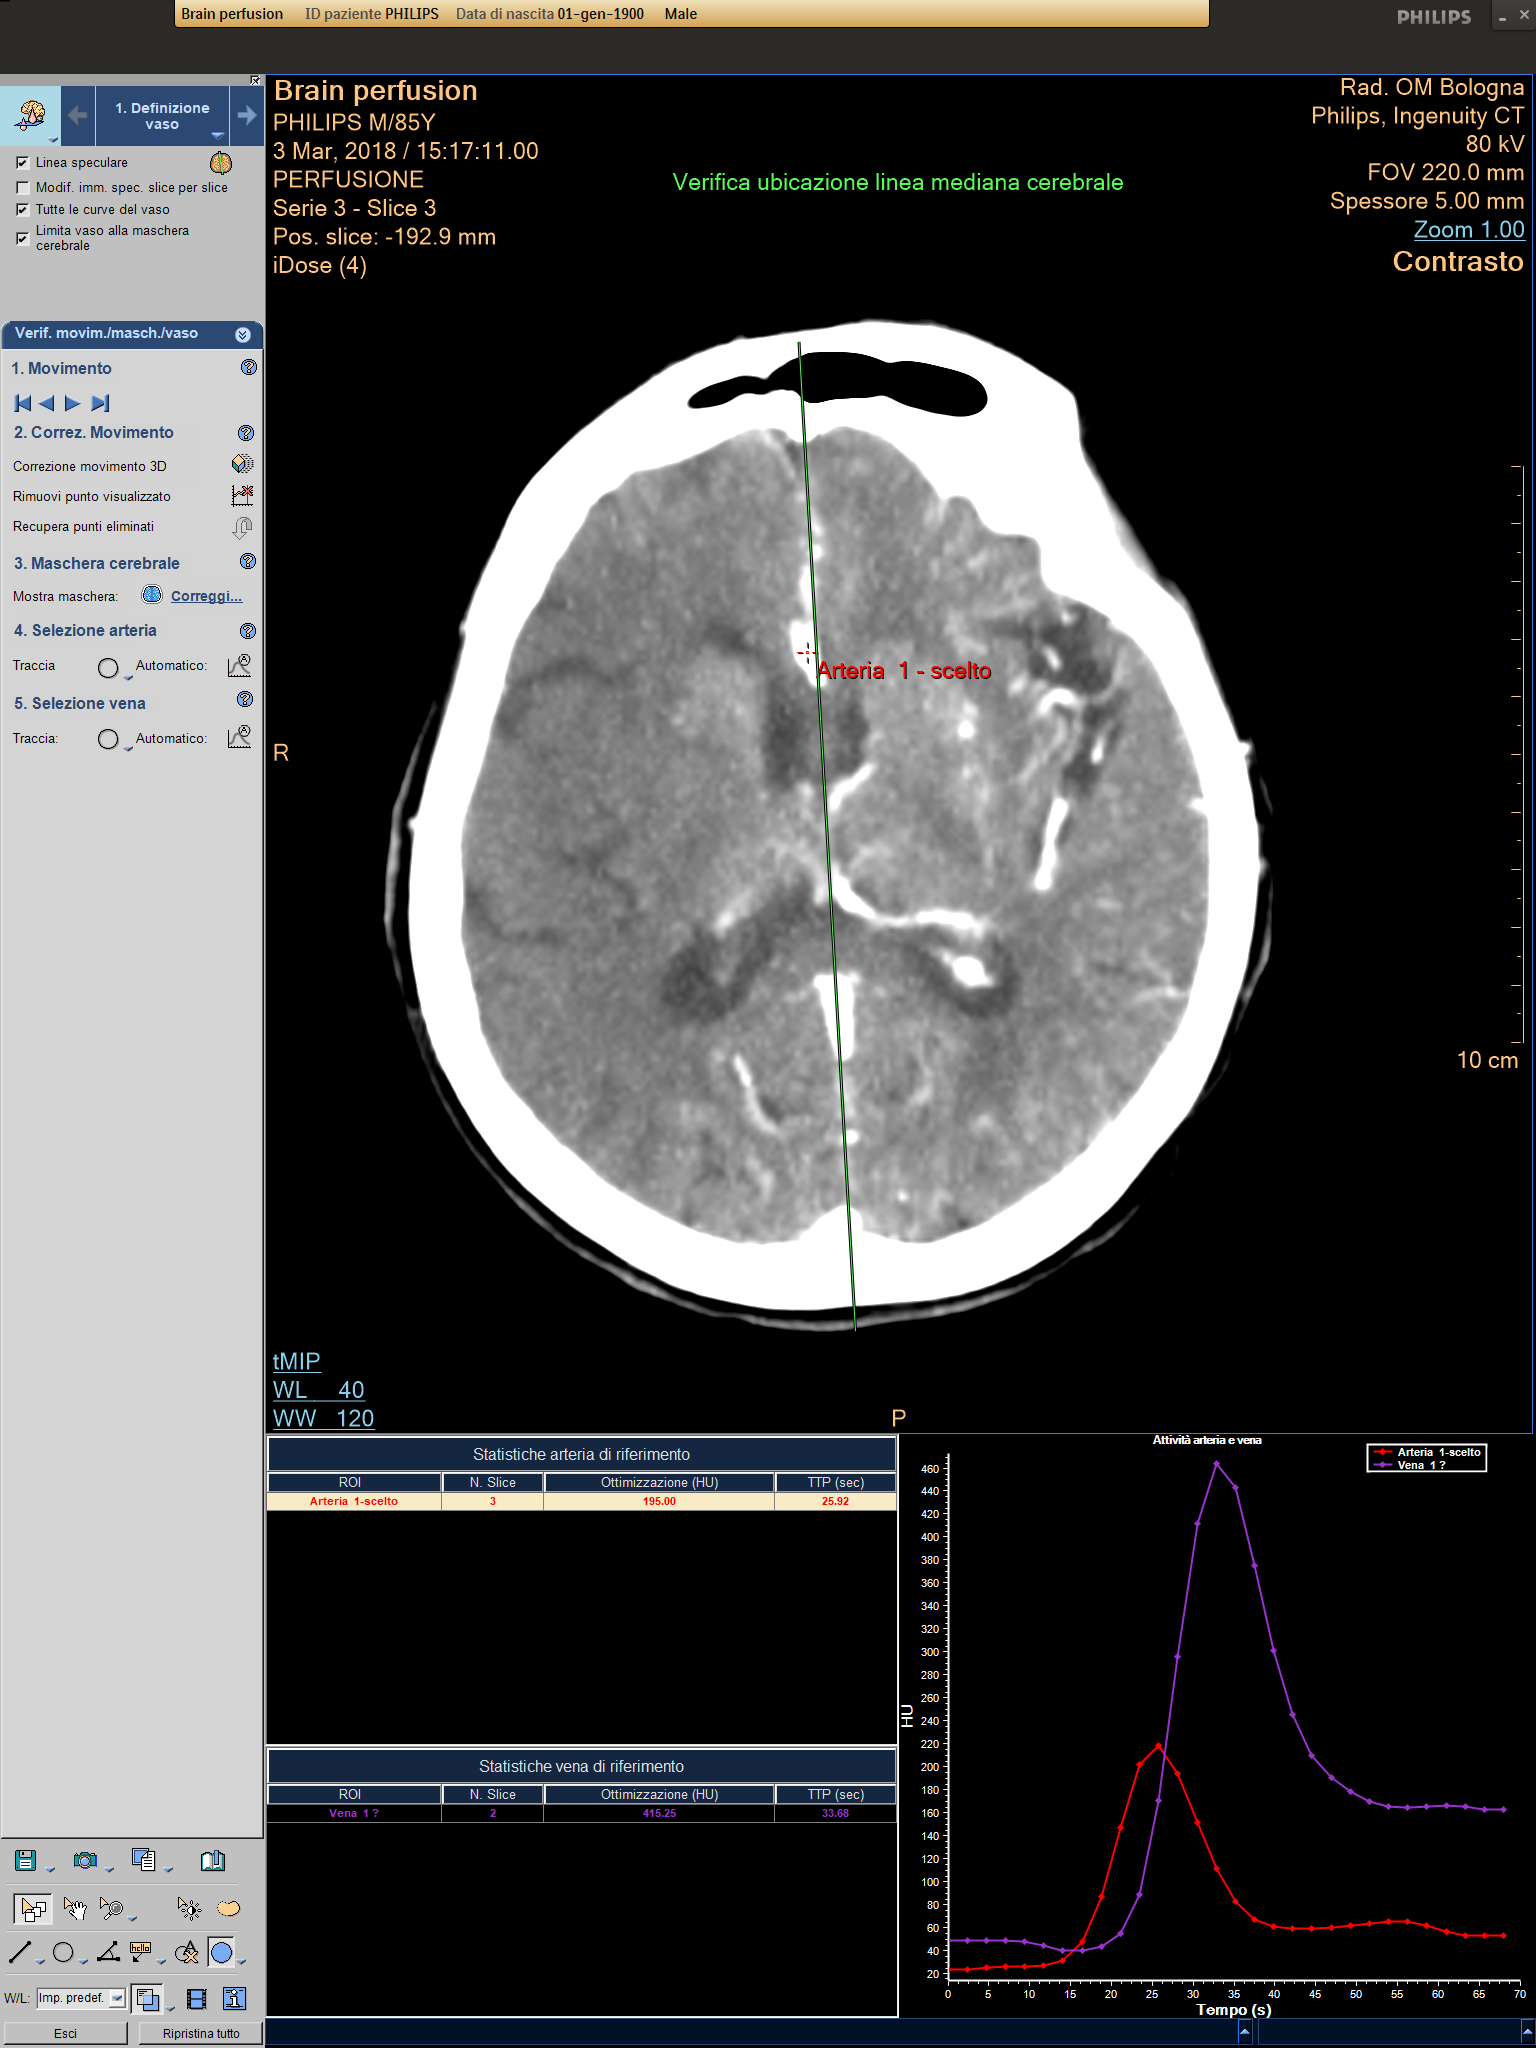 Brain perfusion ID paziente PHILIPS Data di nascita 01-gen-1900 Male
PHILIPS
1. Definizione
vaso
Linea speculare
Modif. imm. spec. slice per slice
Tutte le curve del vaso
Limita vaso alla maschera
cerebrale
Verif. movim./masch./vaso
1. Movimento
2. Correz. Movimento
Correzione movimento 3D
Rimuovi punto visualizzato
Recupera punti eliminati
3. Maschera cerebrale
Mostra maschera: Correggi...
4. Selezione arteria
Traccia Automatico:
5. Selezione vena
Traccia: Automatico:
hello
W/L: Imp. predef.
Esci Ripristina tutto
Brain perfusion
PHILIPS M/85Y
3 Mar, 2018 / 15:17:11.00
PERFUSIONE
Serie 3 - Slice 3
Pos. slice: -192.9 mm
iDose (4)
Verifica ubicazione linea mediana cerebrale
Rad. OM Bologna
Philips, Ingenuity CT
80 kV
FOV 220.0 mm
Spessore 5.00 mm
Zoom 1.00
Contrasto
Arteria 1 - scelto
R
10 cm
tMIP
WL 40
WW 120
P
Statistiche arteria di riferimento
ROI N. Slice Ottimizzazione (HU) TTP (sec)
Arteria 1-scelto 3 195.00 25.92
Statistiche vena di riferimento
ROI N. Slice Ottimizzazione (HU) TTP (sec)
Vena 1 ? 2 415.25 33.68
Attività arteria e vena
Arteria 1-scelto
Vena 1 ?
460
440
420
400
380
360
340
320
300
280
260
240
220
200
180
160
140
120
100
80
60
40
20
HU
0 5 10 15 20 25 30 35 40 45 50 55 60 65 70
Tempo (s)